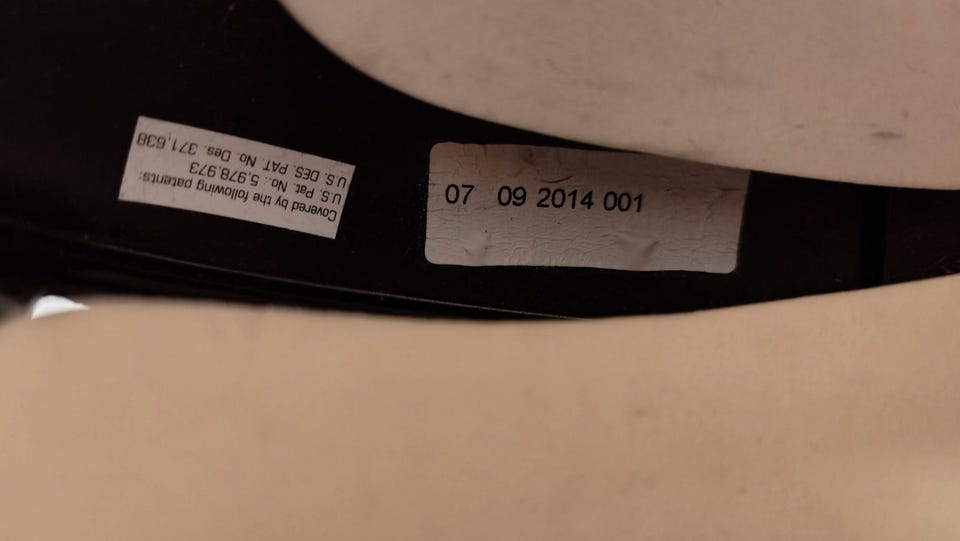 Covered by the following patents:
U.S. Pat No.: 5,978,973
U.S. DES. PAT. No. Des. 371,638
07 09 2014 001